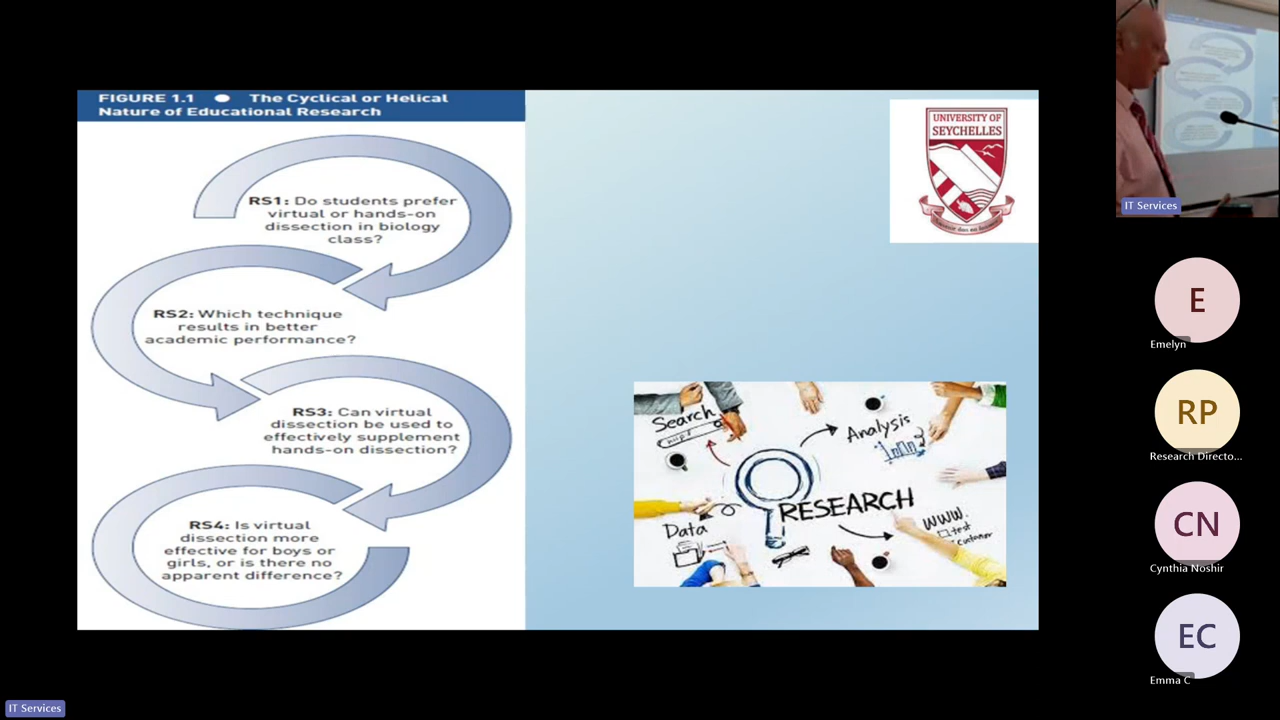 FIGURE 1.1 ● The Cyclical or Helical
Nature of Educational Research
RS1: Do students prefer
virtual or hands-on
dissection in biology
class?
RS2: Which technique
results in better
academic performance?
RS3: Can virtual
dissection be used to
effectively supplement
hands-on dissection?
RS4: Is virtual
dissection more
effective for boys or
girls, or is there no
apparent difference?
UNIVERSITY OF
SEYCHELLES
Search
Analysis
RESEARCH
Data
WWW.
IT Services
E
Emelyn
RP
Research Directo...
CN
Cynthia Noshir
EC
Emma C
IT Services